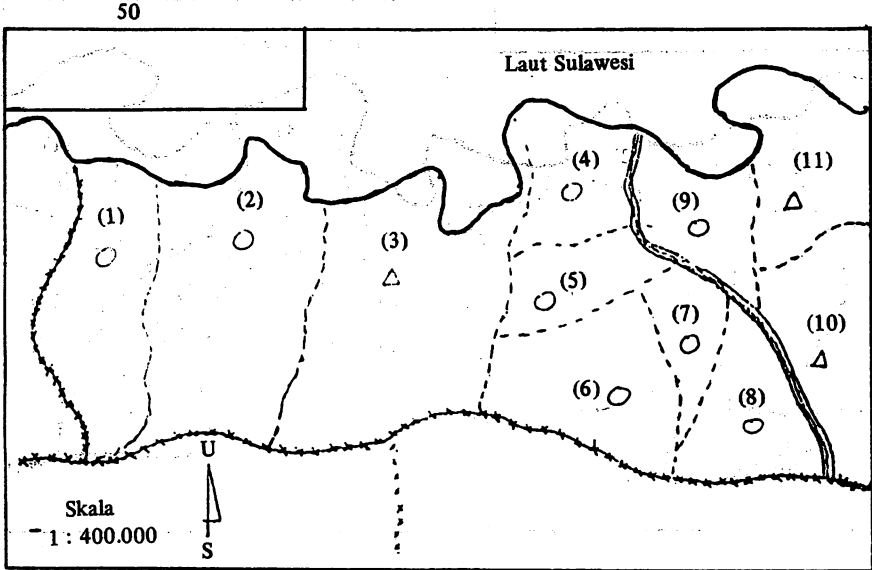 50
Laut Sulawesi
(1)
(2)
(3)
(4)
(5)
(6)
(7)
(8)
(9)
(10)
(11)
U
S
Skala
1 : 400.000